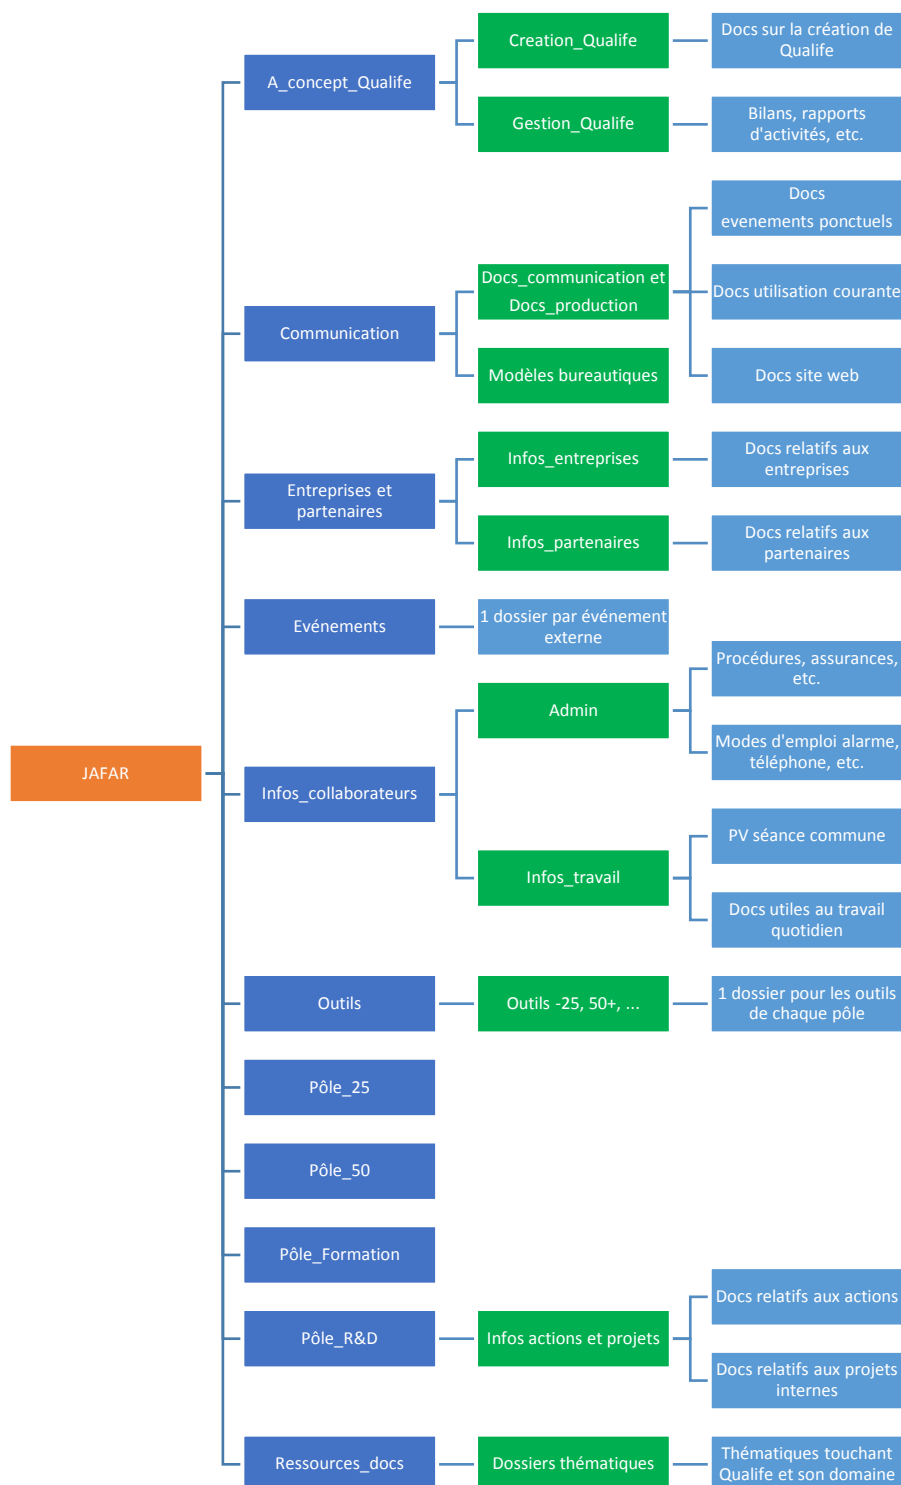 Creation_Qualife
Docs sur la création de
Qualife
A_concept_Qualife
Gestion_Qualife
Bilans, rapports
d'activités, etc.
Docs
evenements ponctuels
Docs_communication et
Docs_production
Docs utilisation courante
Communication
Modèles bureautiques
Docs site web
Infos_entreprises
Docs relatifs aux
entreprises
Entreprises et
partenaires
Infos_partenaires
Docs relatifs aux
partenaires
Evénements
1 dossier par événement
externe
Procédures, assurances,
etc.
Admin
Modes d'emploi alarme,
téléphone, etc.
JAFAR
Infos_collaborateurs
PV séance commune
Infos_travail
Docs utiles au travail
quotidien
Outils
Outils -25, 50+, ...
1 dossier pour les outils
de chaque pôle
Pôle_25
Pôle_50
Pôle_Formation
Docs relatifs aux actions
Pôle_R&D
Infos actions et projets
Docs relatifs aux projets
internes
Ressources_docs
Dossiers thématiques
Thématiques touchant
Qualife et son domaine